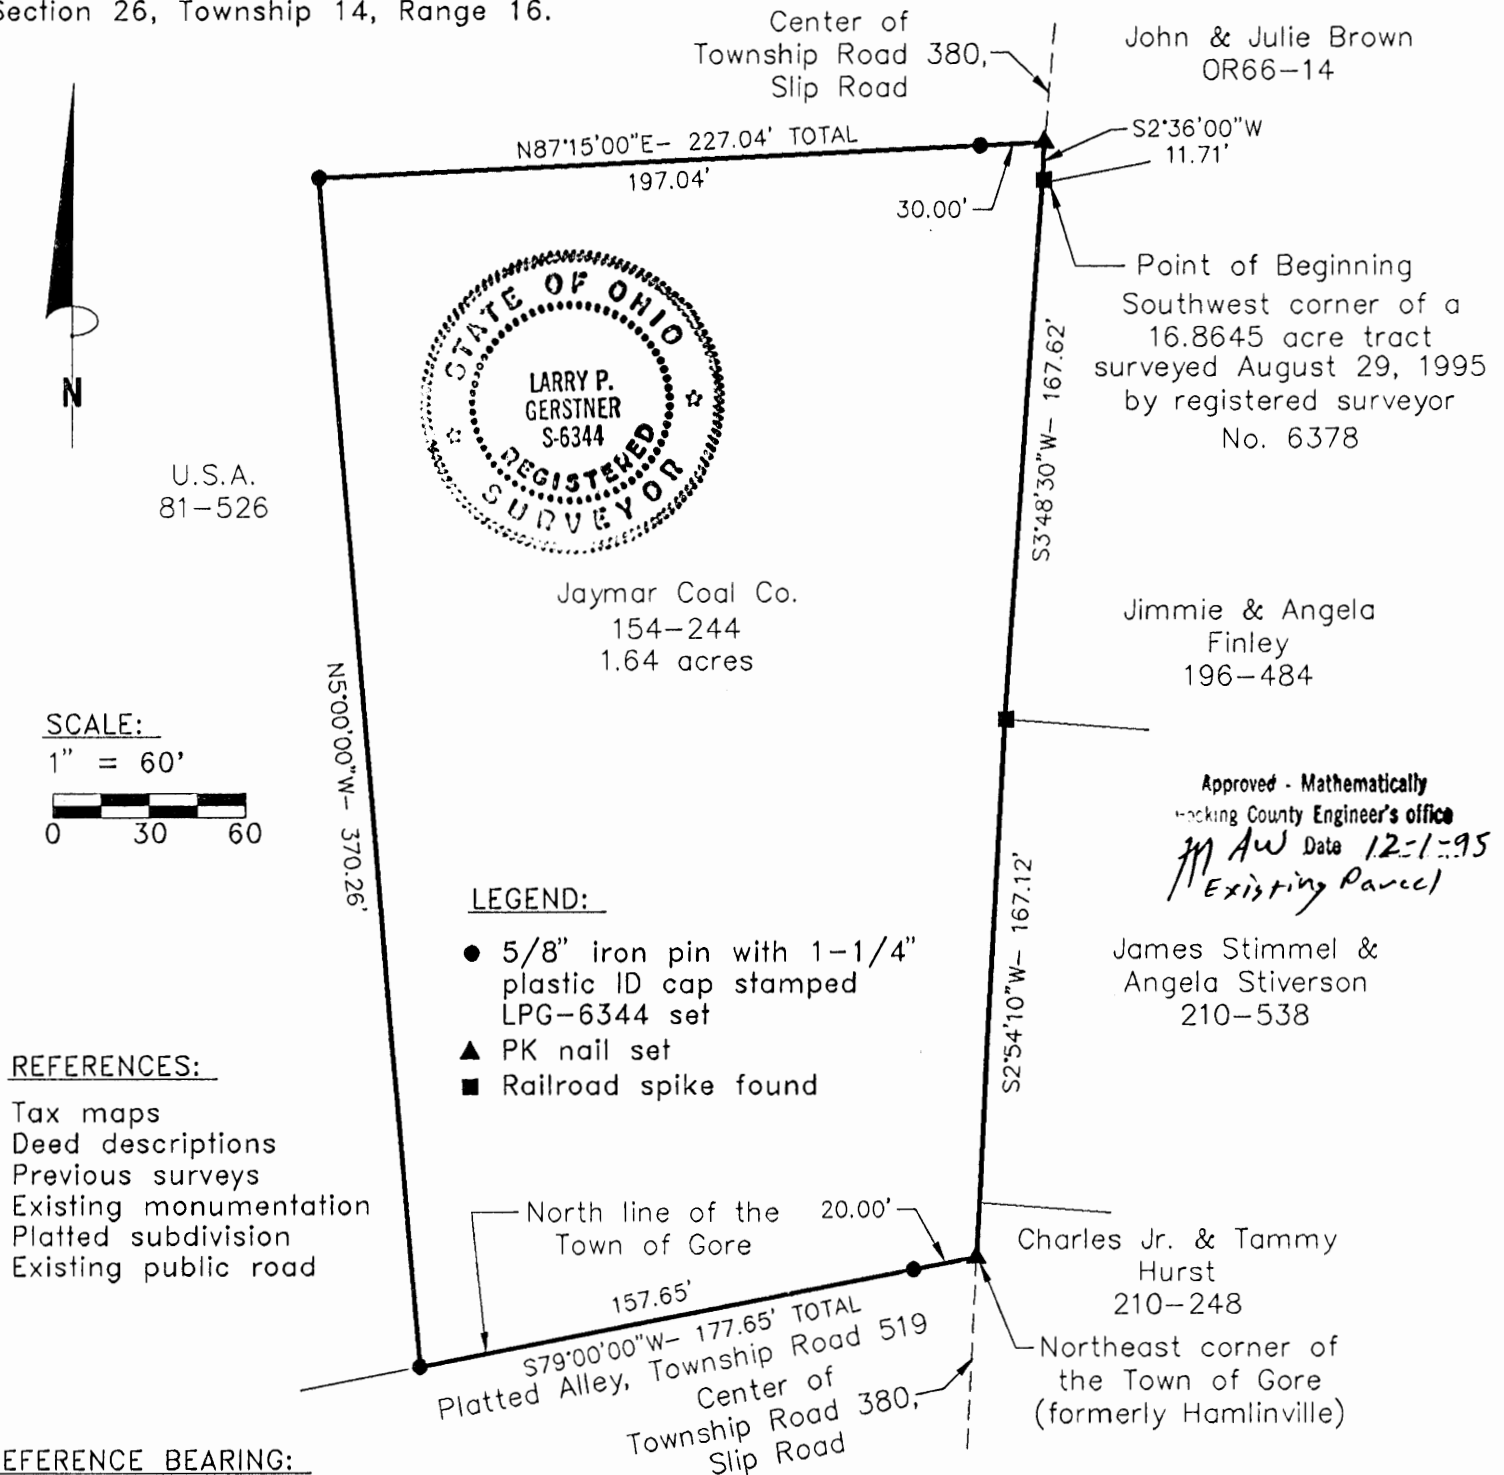 Section 26, Township 14, Range 16.
Center of
Township Road 380,
Slip Road
John & Julie Brown
OR66-14
N87°15'00"E- 227.04' TOTAL
197.04'
30.00'
S2°36'00"W
11.71'
Point of Beginning
Southwest corner of a
16.8645 acre tract
surveyed August 29, 1995
by registered surveyor
No. 6378
N
STATE OF OHIO
LARRY P.
GERSTNER
S-6344
REGISTERED
SURVEYOR
U.S.A.
81-526
S3°48'30"W- 167.62'
Jaymar Coal Co.
154-244
1.64 acres
Jimmie & Angela
Finley
196-484
N5°00'00"W- 370.26'
SCALE:
1" = 60'
0 30 60
Approved - Mathematically
Hocking County Engineer's office
AW Date 12-1-95
Existing Parcel
S2°54'10"W- 167.12'
LEGEND:
● 5/8" iron pin with 1-1/4"
plastic ID cap stamped
LPG-6344 set
▲ PK nail set
■ Railroad spike found
James Stimmel &
Angela Stiverson
210-538
REFERENCES:
Tax maps
Deed descriptions
Previous surveys
Existing monumentation
Platted subdivision
Existing public road
North line of the
Town of Gore
20.00'
157.65'
S79°00'00"W- 177.65' TOTAL
Platted Alley, Township Road 519
Center of
Township Road 380,
Slip Road
Charles Jr. & Tammy
Hurst
210-248
Northeast corner of
the Town of Gore
(formerly Hamlinville)
EFERENCE BEARING: